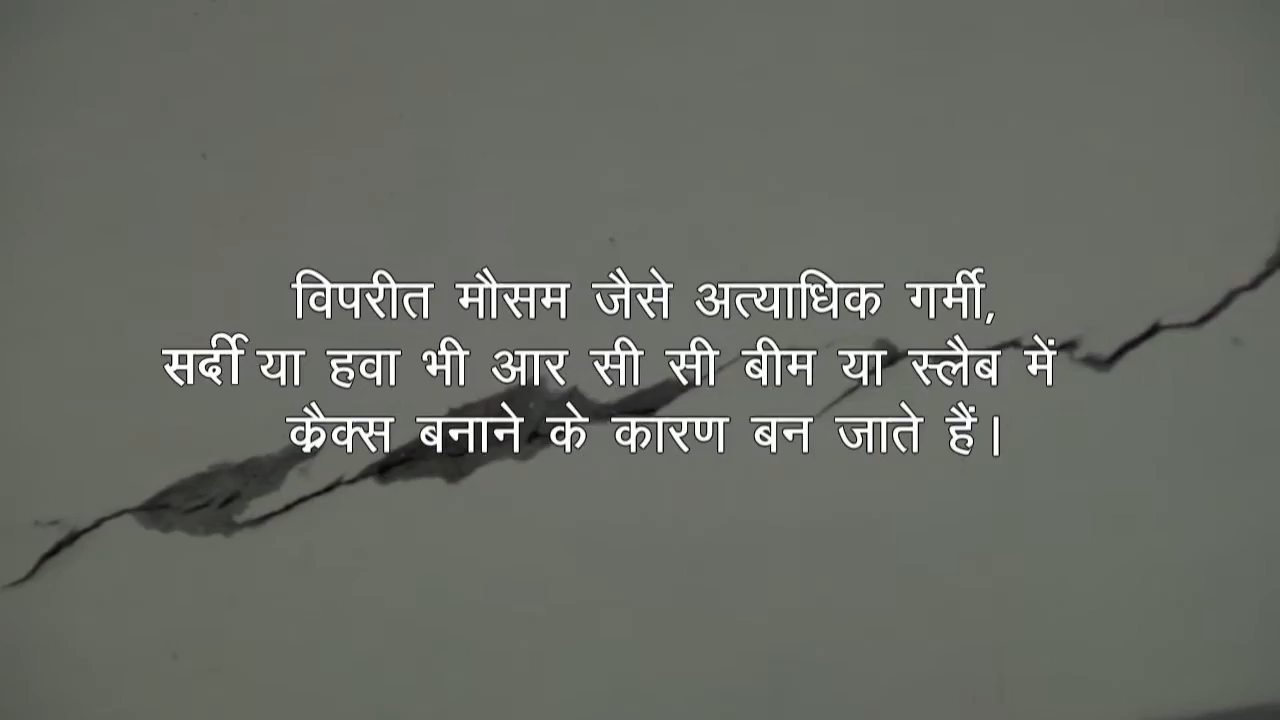 विपरीत मौसम जैसे अत्याधिक गर्मी,
सर्दी या हवा भी आर सी सी बीम या स्लैब में
क्रैक्स बनाने के कारण बन जाते हैं।